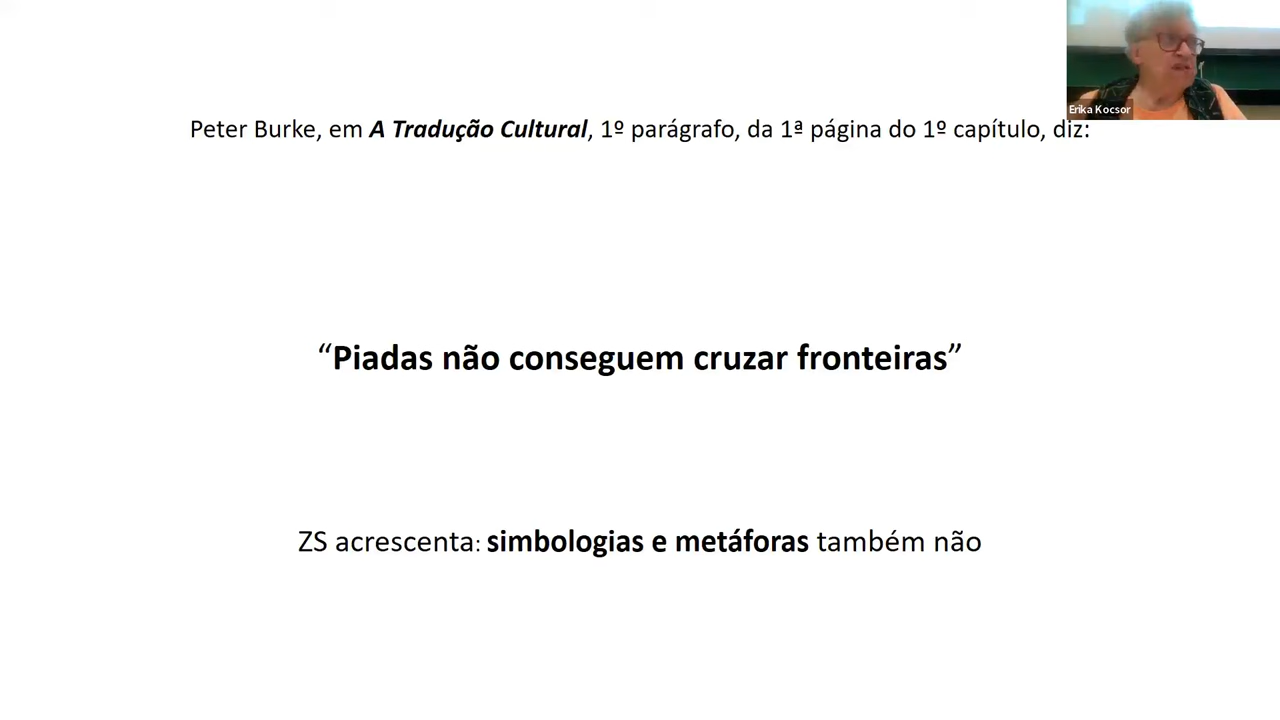 Erika Kocsor
Peter Burke, em A Tradução Cultural, 1º parágrafo, da 1ª página do 1º capítulo, diz:
“Piadas não conseguem cruzar fronteiras”
ZS acrescenta: simbologias e metáforas também não